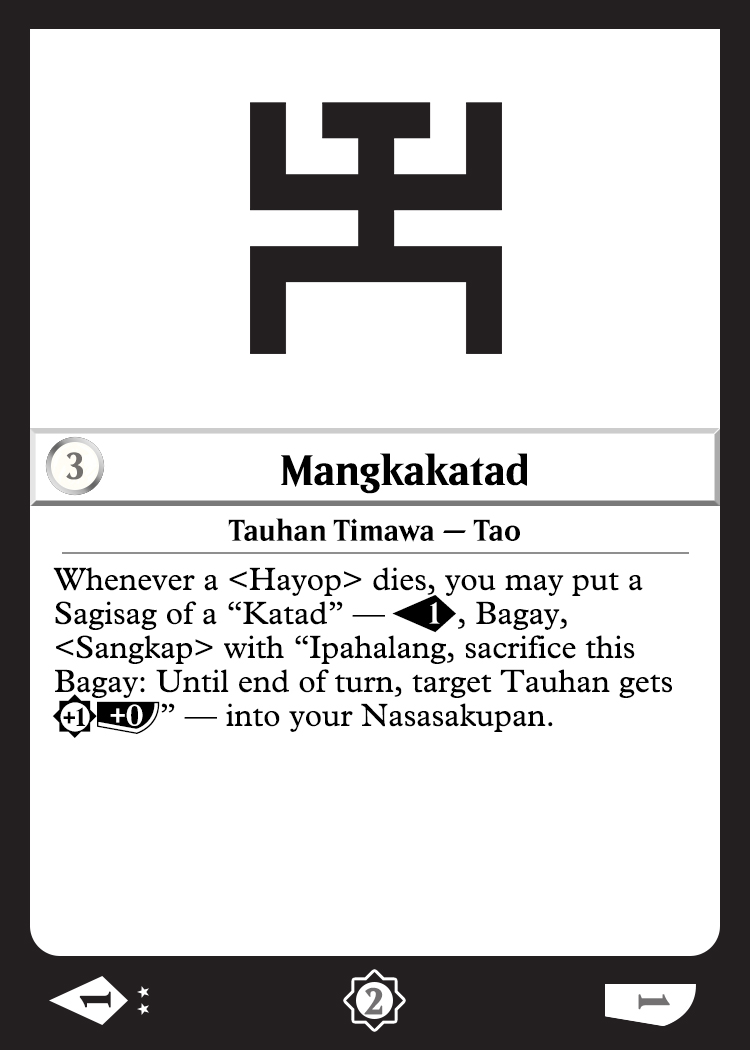 3
Mangkakatad
Tauhan Timawa — Tao
Whenever a <Hayop> dies, you may put a
Sagisag of a “Katad” — 1, Bagay,
<Sangkap> with “Ipahalang, sacrifice this
Bagay: Until end of turn, target Tauhan gets
+1 +0” — into your Nasasakupan.
1 2 1